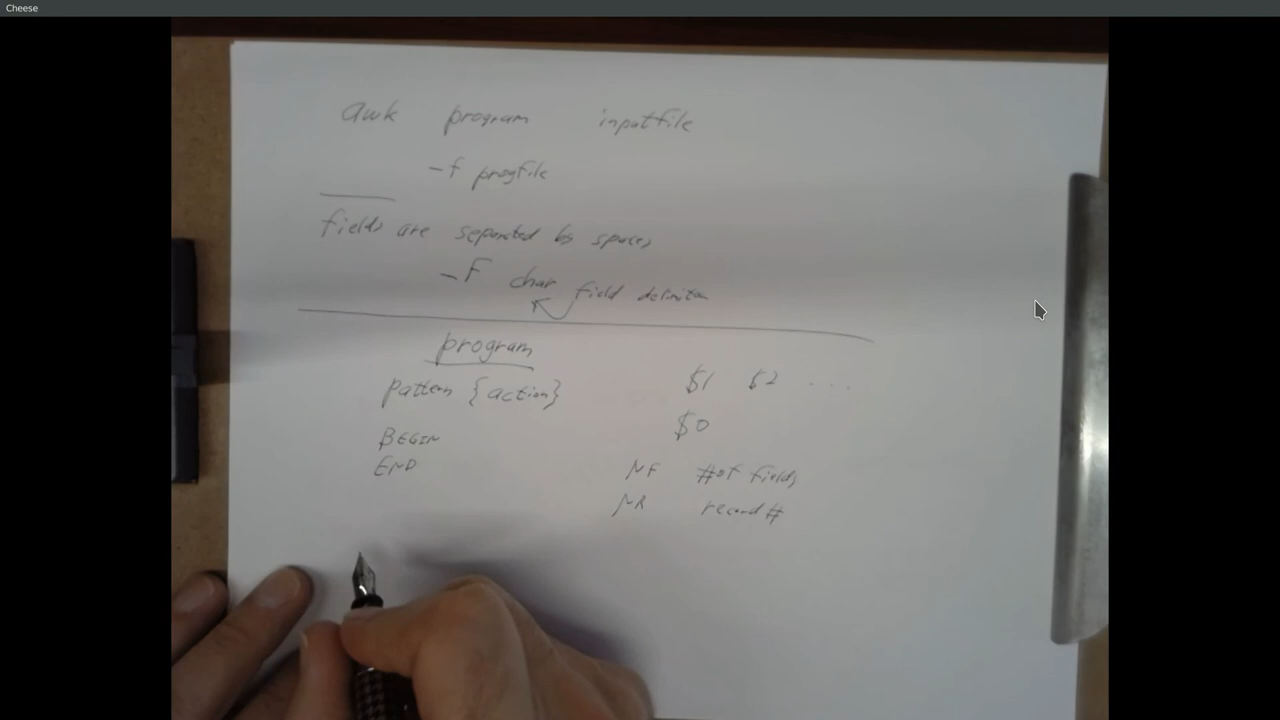 Cheese
awk program inputfile
-f progfile
fields are separated by spaces
-F char field delimiter
program
pattern {action}
$1 $2 ...
BEGIN
$0
END
NF #of fields
NR record#